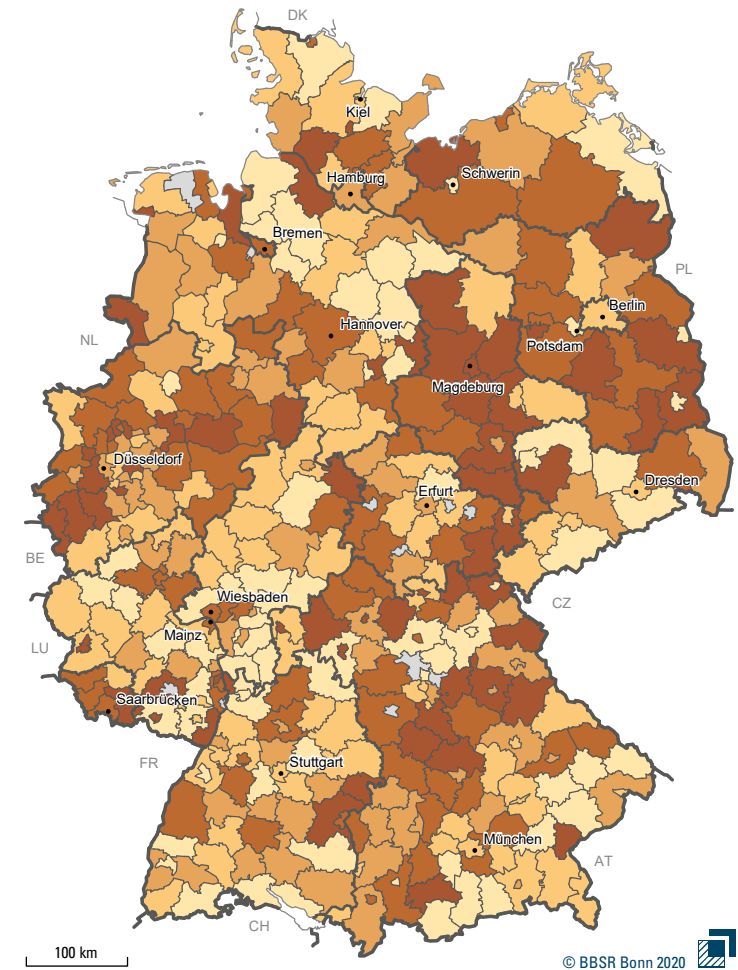 DK
Kiel
Hamburg
Schwerin
Bremen
PL
Berlin
Hannover
NL
Potsdam
Magdeburg
Düsseldorf
Dresden
Erfurt
BE
Wiesbaden
CZ
Mainz
LU
Saarbrücken
FR
Stuttgart
München
AT
CH
100 km
© BBSR Bonn 2020